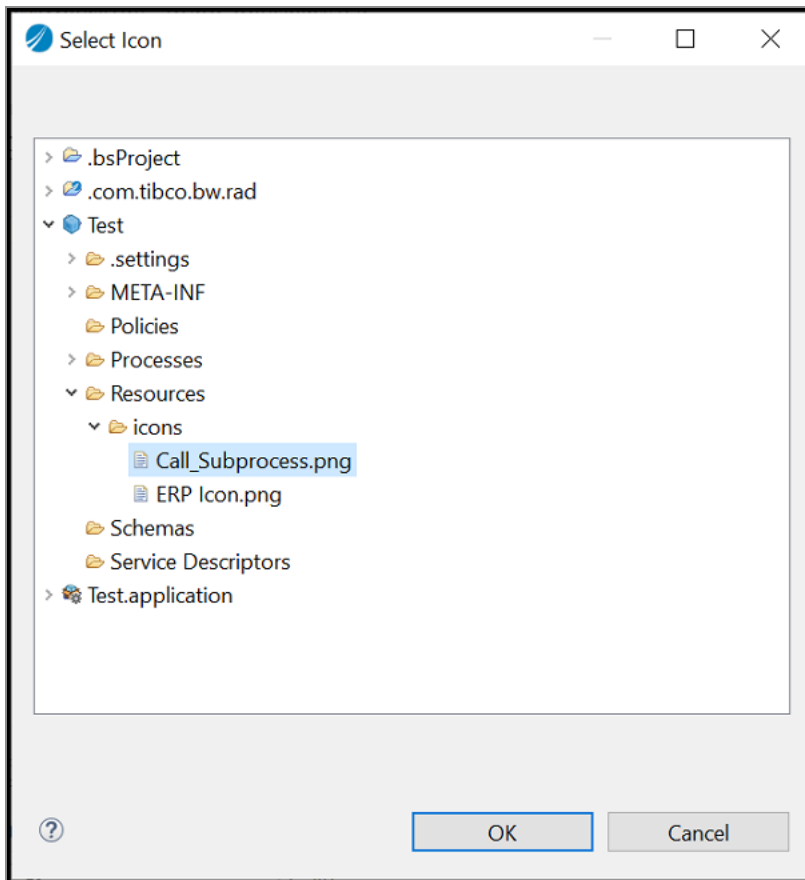 Select Icon
.bsProject
.com.tibco.bw.rad
Test
.settings
META-INF
Policies
Processes
Resources
icons
Call_Subprocess.png
ERP Icon.png
Schemas
Service Descriptors
Test.application
?
OK
Cancel